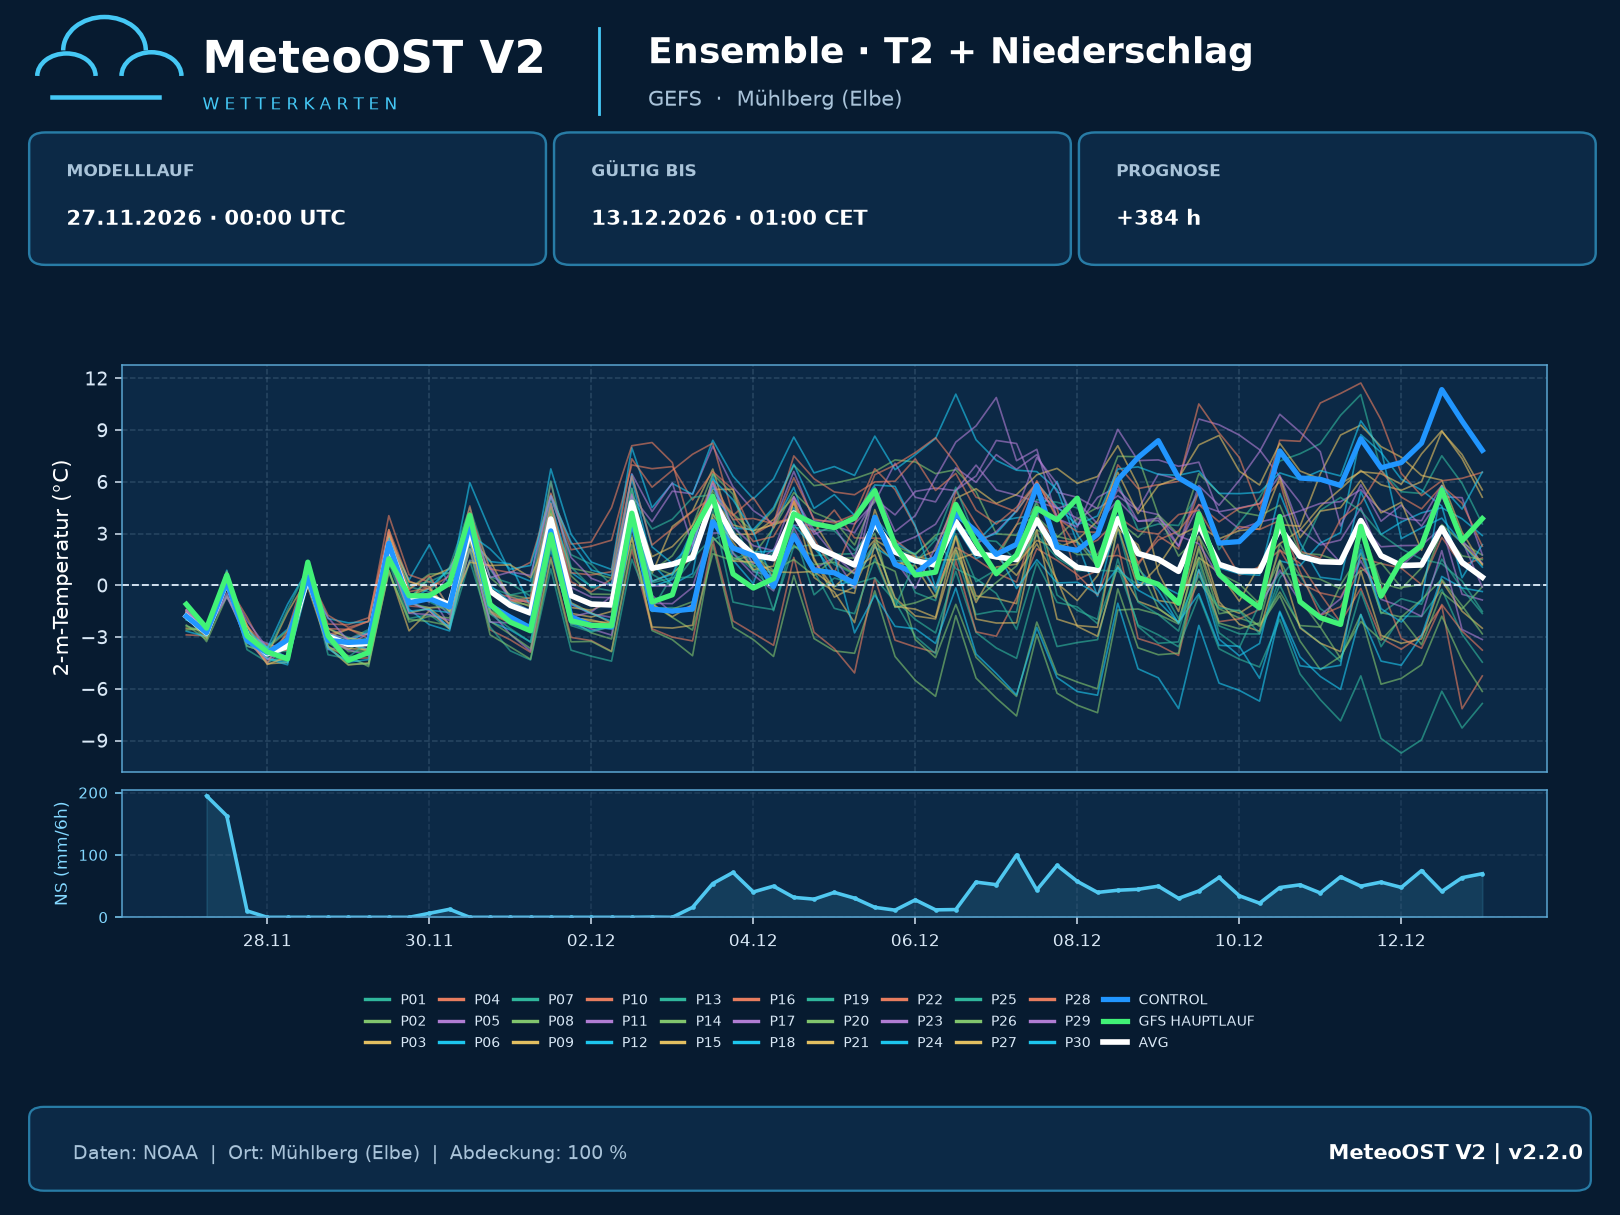 MeteoOST V2
WETTERKARTEN
Ensemble · T2 + Niederschlag
GEFS · Mühlberg (Elbe)
MODELLLAUF
27.11.2026 · 00:00 UTC
GÜLTIG BIS
13.12.2026 · 01:00 CET
PROGNOSE
+384 h
2-m-Temperatur (°C)
12
9
6
3
0
−3
−6
−9
NS (mm/6h)
200
100
0
28.11 30.11 02.12 04.12 06.12 08.12 10.12 12.12
P01 P04 P07 P10 P13 P16 P19 P22 P25 P28 CONTROL
P02 P05 P08 P11 P14 P17 P20 P23 P26 P29 GFS HAUPTLAUF
P03 P06 P09 P12 P15 P18 P21 P24 P27 P30 AVG
Daten: NOAA | Ort: Mühlberg (Elbe) | Abdeckung: 100 %
MeteoOST V2 | v2.2.0